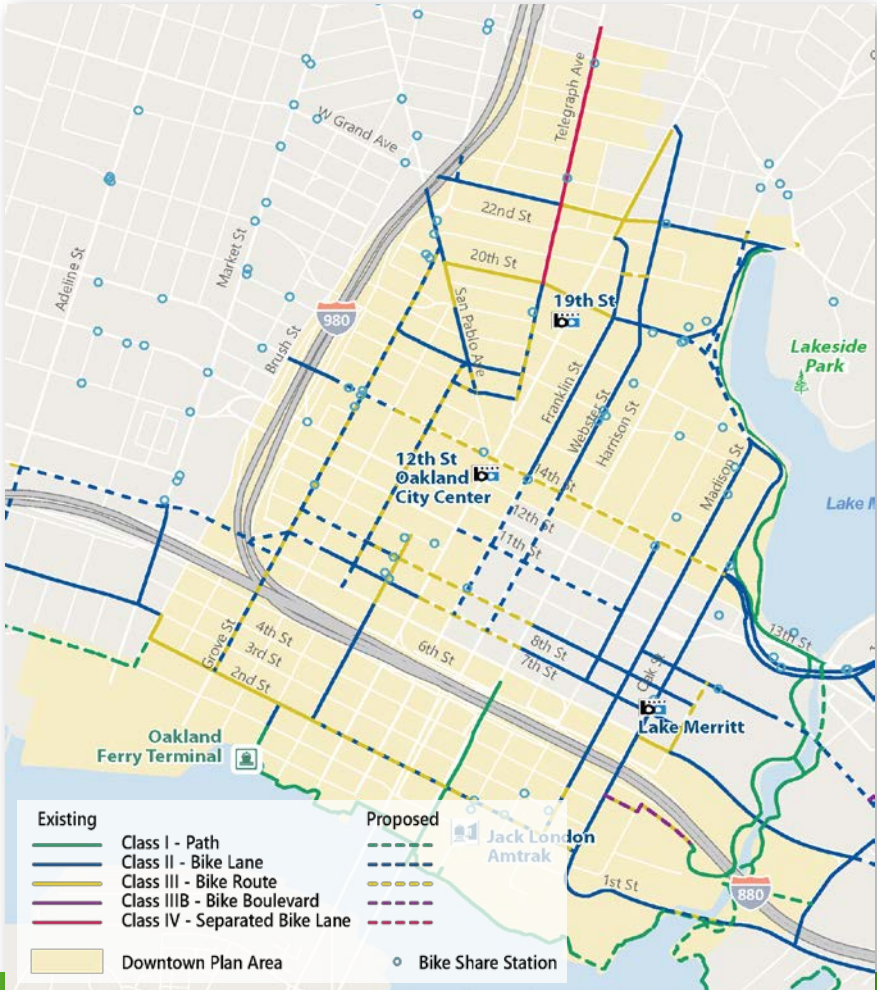 Telegraph Ave
W Grand Ave
22nd St
Adeline St
Market St
20th St
19th St
980
San Pablo Ave
Brush St
Lakeside
Park
Franklin St
Webster St
Harrison St
12th St
Oakland
City Center
14th St
Madison St
12th St
11th St
4th St
3rd St
2nd St
Grove St
6th St
8th St
7th St
Oak St
13th St
Lake Merritt
Oakland
Ferry Terminal
Existing
Proposed
Class I - Path
Class II - Bike Lane
Class III - Bike Route
Class IIIB - Bike Boulevard
Class IV - Separated Bike Lane
Jack London
Amtrak
1st St
880
Downtown Plan Area
Bike Share Station